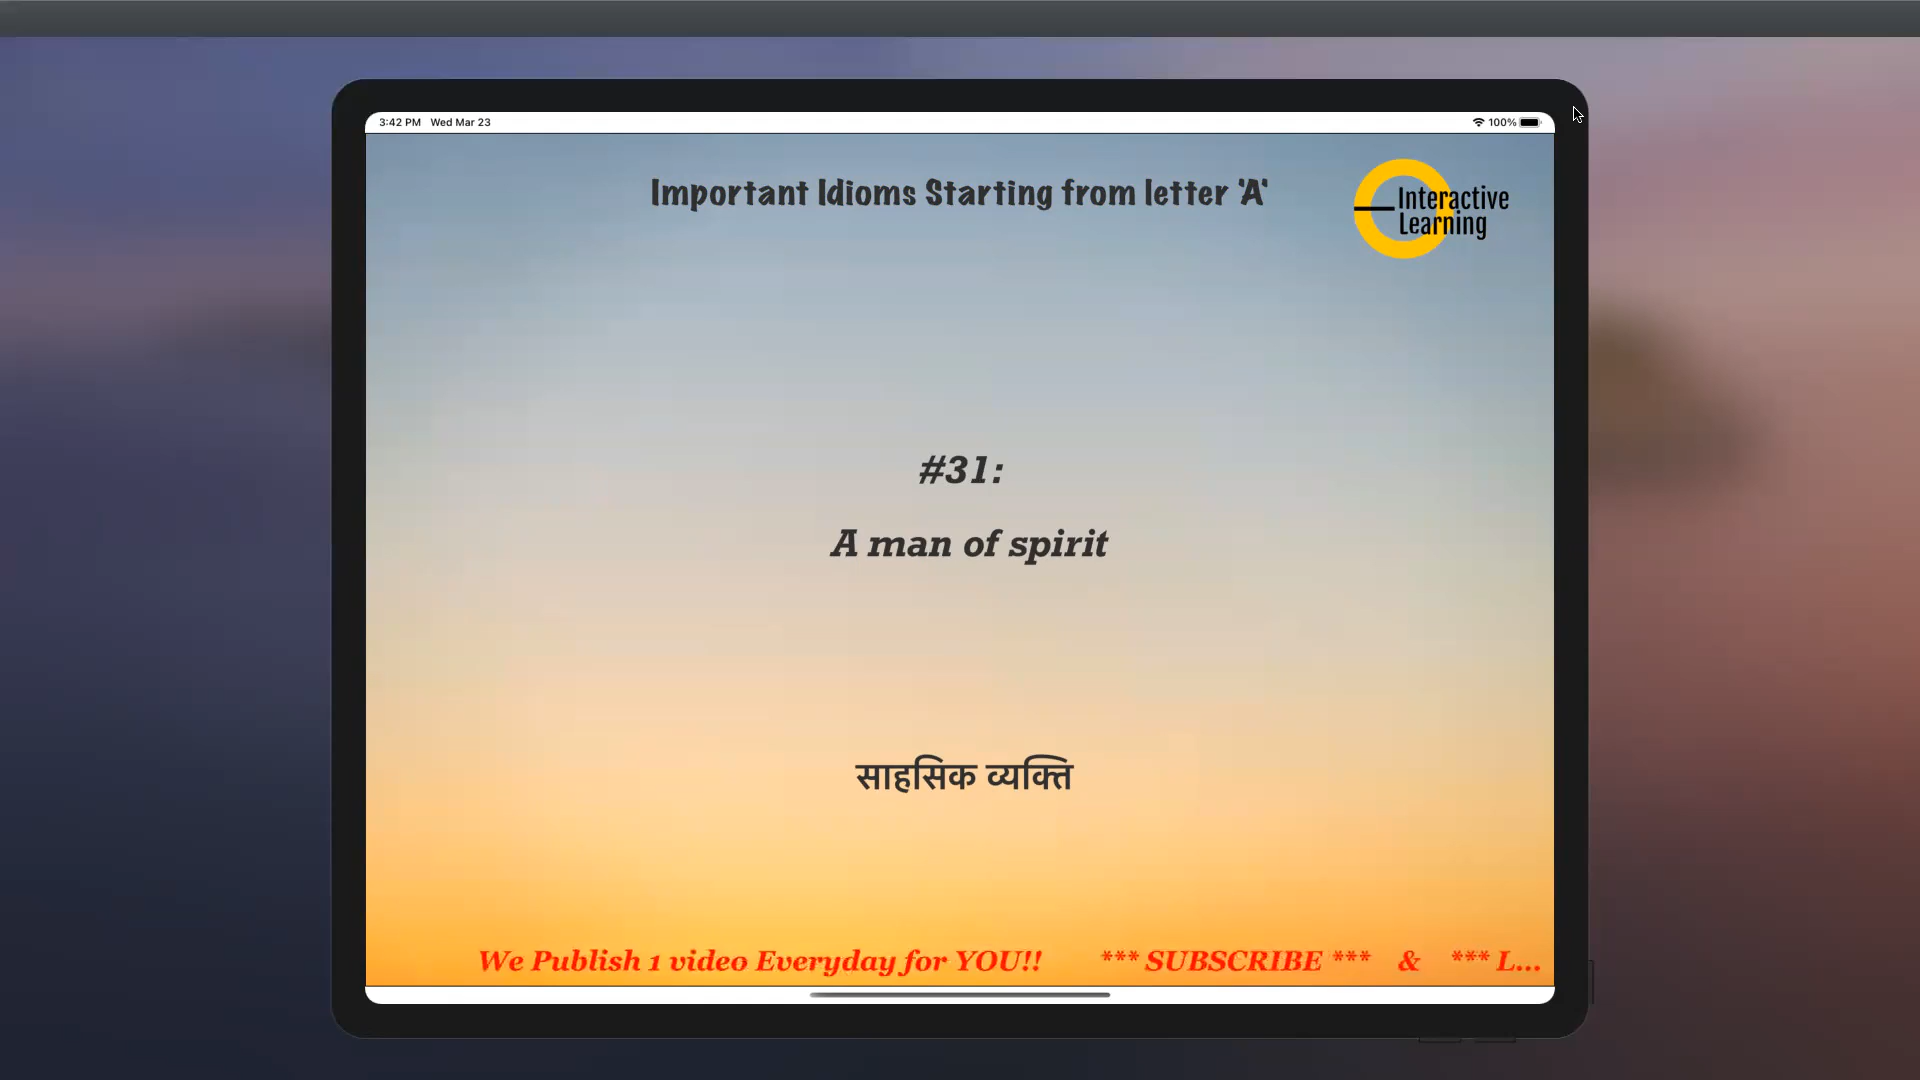 3:42 PM Wed Mar 23
100%
Important Idioms Starting from letter 'A'
Interactive
Learning
#31:
A man of spirit
साहसिक व्यक्ति
We Publish 1 video Everyday for YOU!! *** SUBSCRIBE *** & *** L...